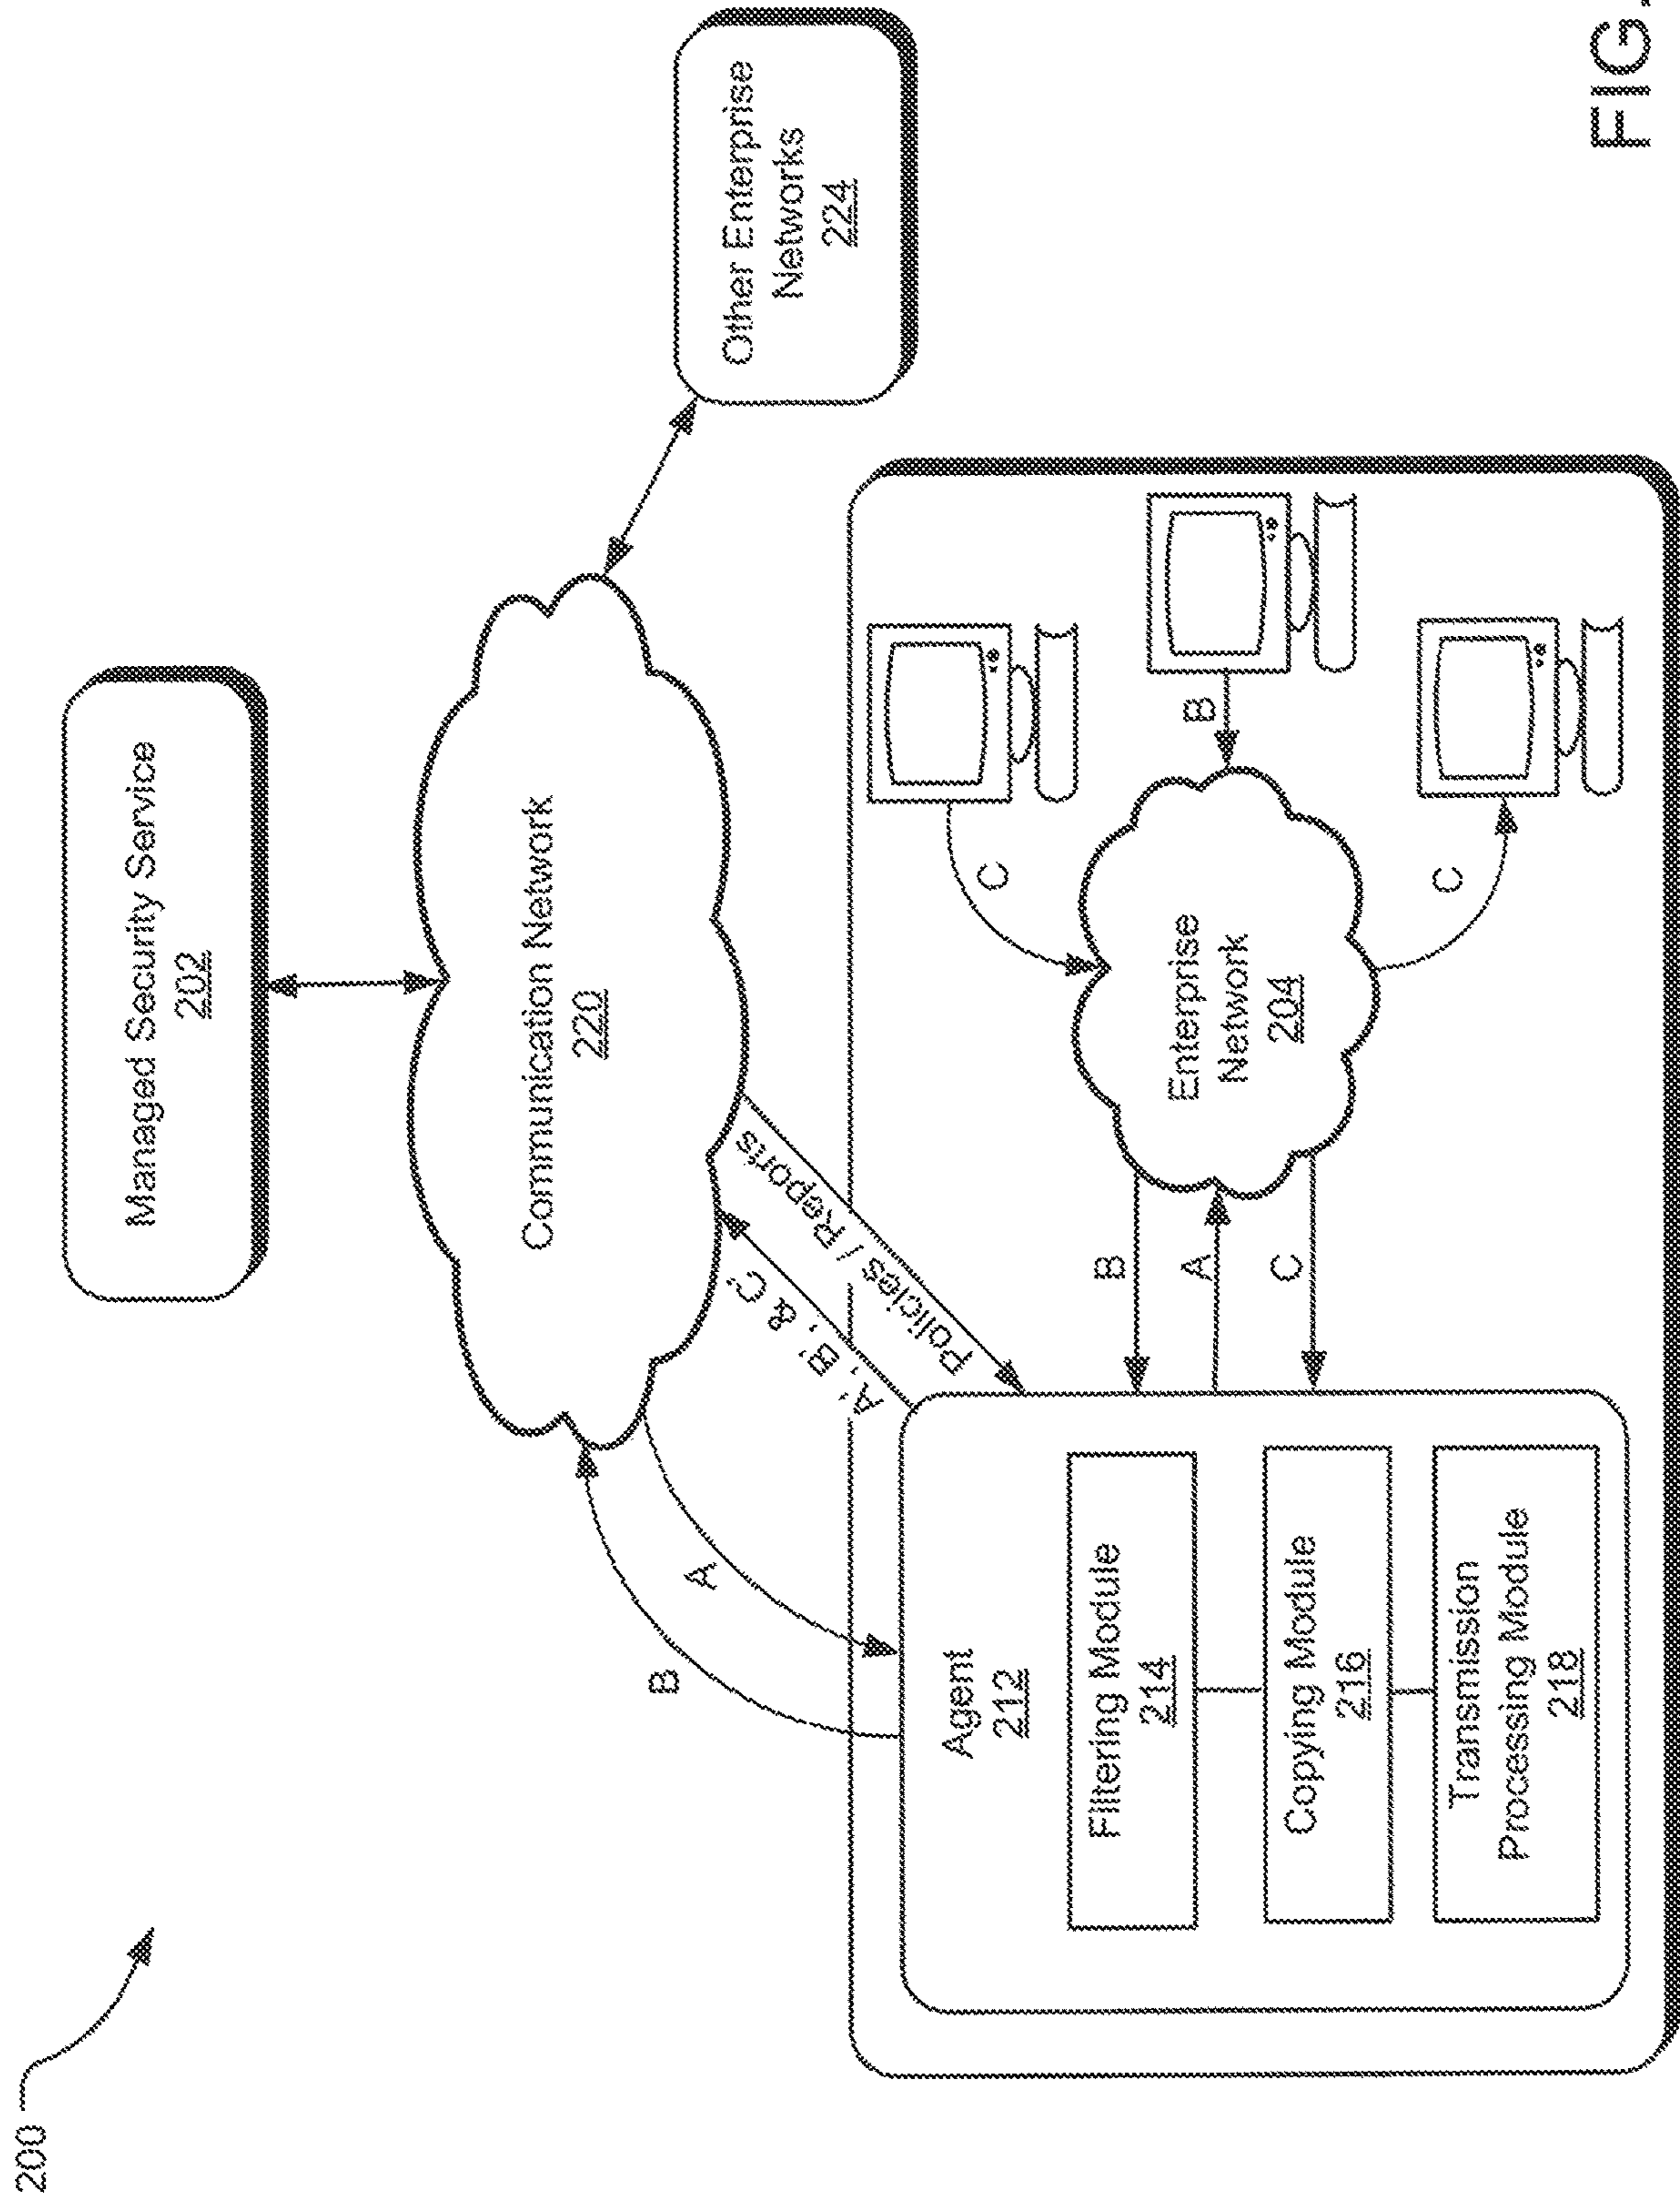 200
Managed Security Service
202
Communication Network
220
Other Enterprise
Networks
224
B
A
A', B', & C'
Policies / Reports
Agent
212
Filtering Module
214
Copying Module
216
Transmission
Processing Module
218
B
A
C
Enterprise
Network
204
C
B
C
FIG.